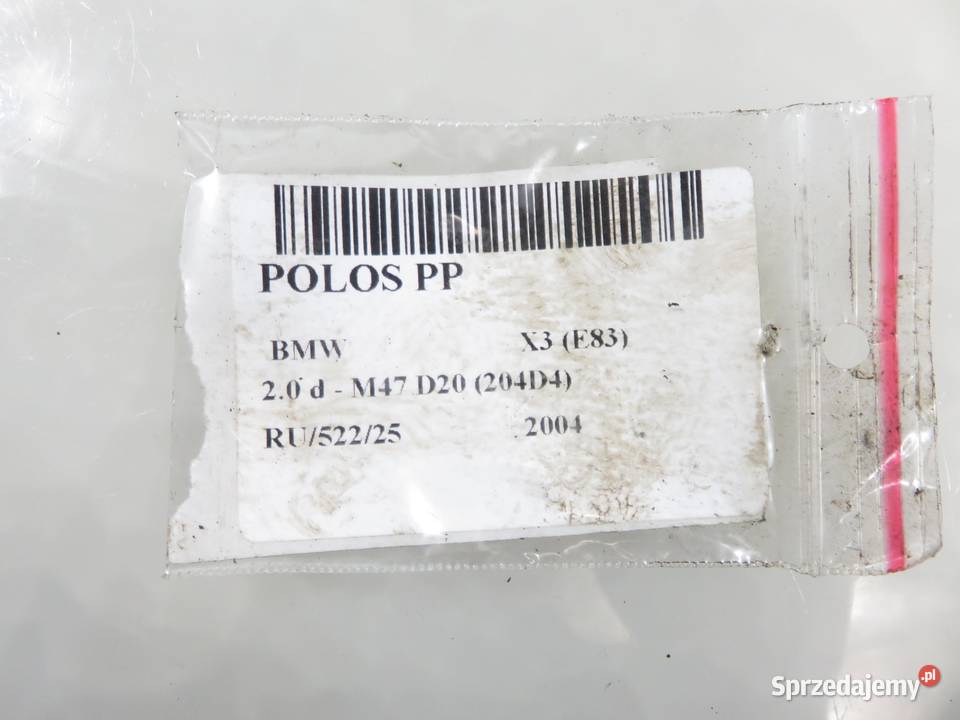 POLOS PP
BMW X3 (E83)
2.0 d - M47 D20 (204D4)
RU/522/25 2004
Sprzedajemy.pl